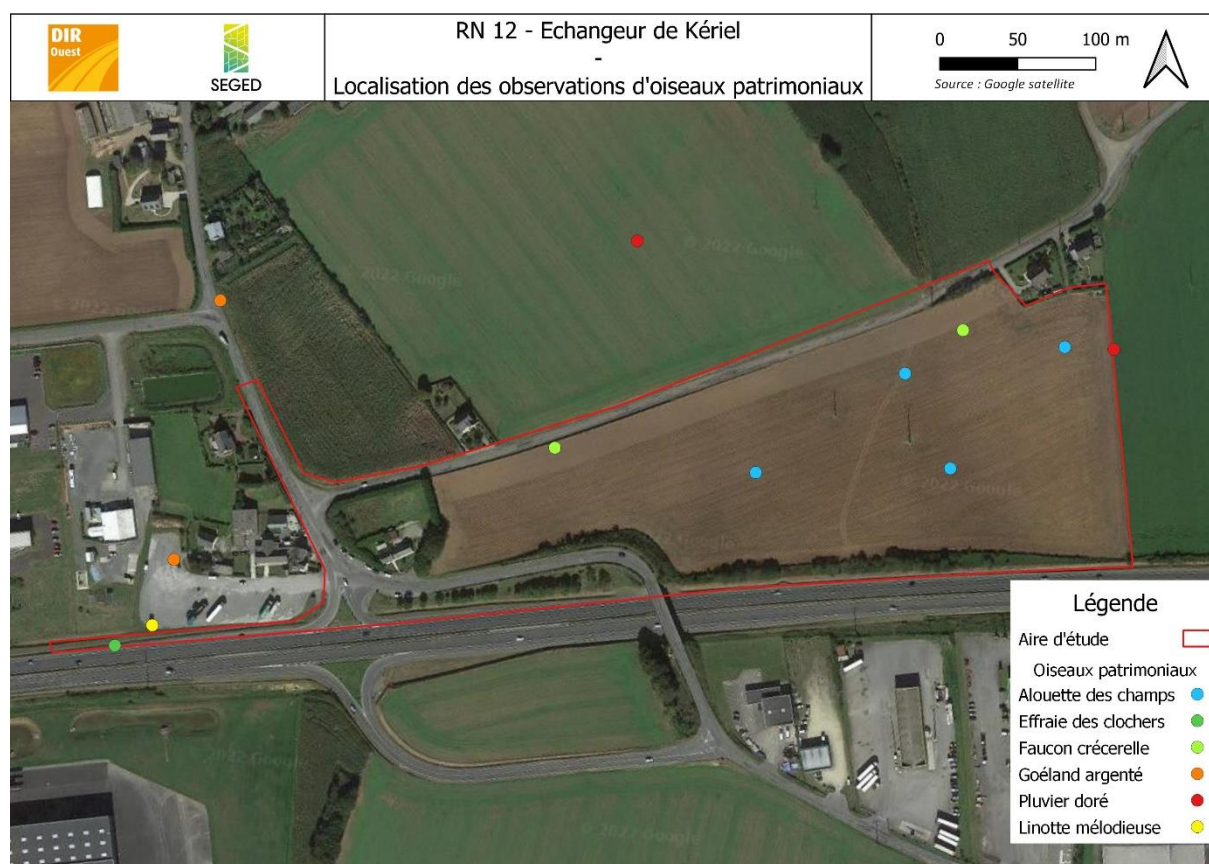 DIR
Ouest
SEGED
RN 12 - Echangeur de Kériel
-
Localisation des observations d'oiseaux patrimoniaux
0 50 100 m
Source : Google satellite
© 2022 Google
© 2022 Google
© 2022 Google
© 2022 Google
Légende
Aire d'étude
Oiseaux patrimoniaux
Alouette des champs
Effraie des clochers
Faucon crécerelle
Goéland argenté
Pluvier doré
Linotte mélodieuse